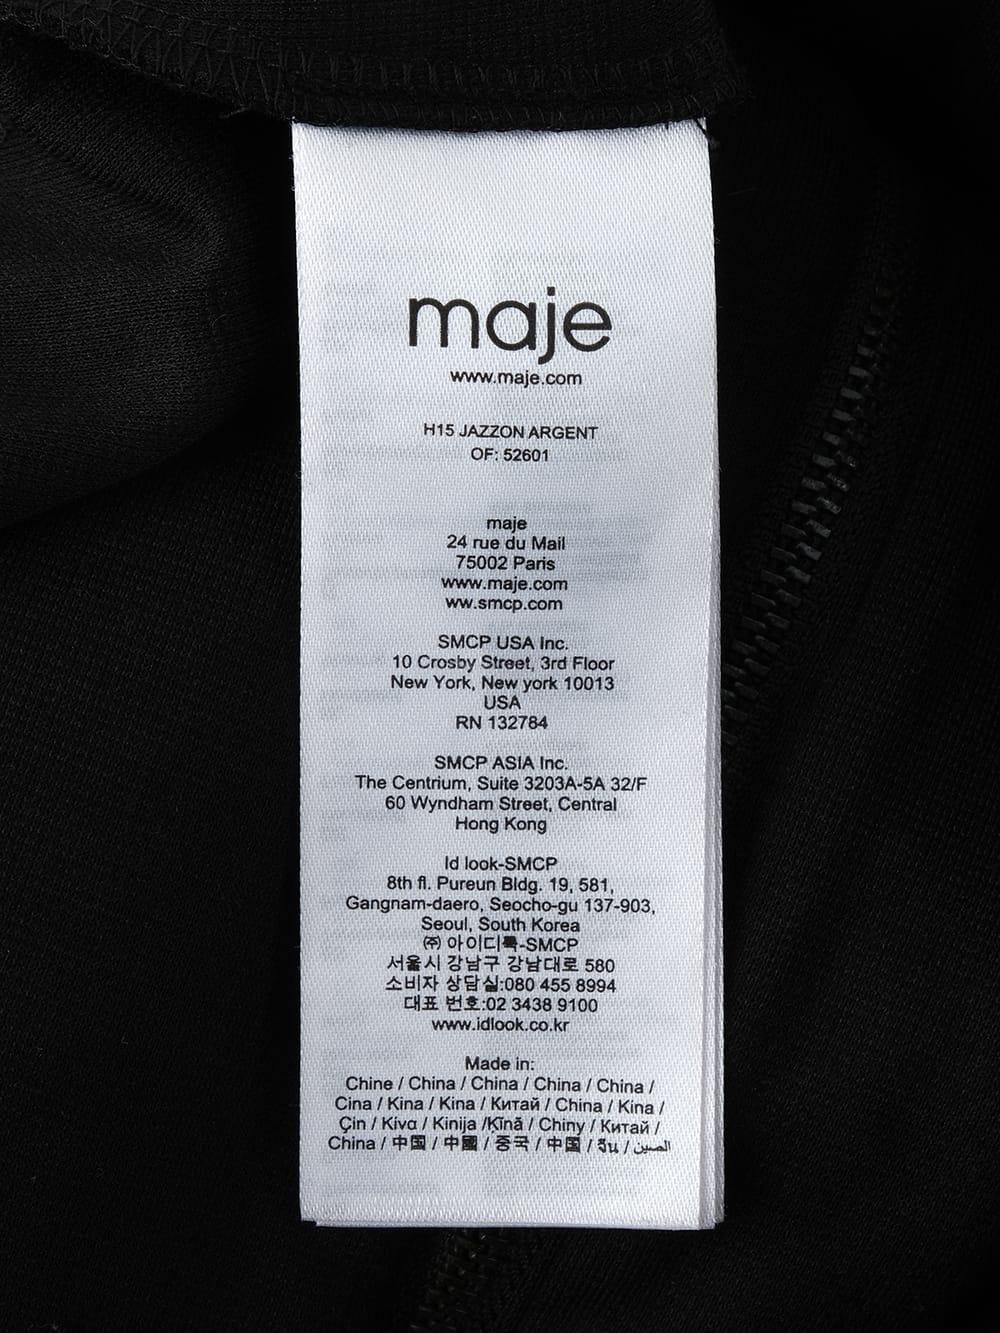 maje
www.maje.com
H15 JAZZON ARGENT
OF: 52601
maje
24 rue du Mail
75002 Paris
www.maje.com
ww.smcp.com
SMCP USA Inc.
10 Crosby Street, 3rd Floor
New York, New york 10013
USA
RN 132784
SMCP ASIA Inc.
The Centrium, Suite 3203A-5A 32/F
60 Wyndham Street, Central
Hong Kong
Id look-SMCP
8th fl. Pureun Bldg. 19, 581,
Gangnam-daero, Seocho-gu 137-903,
Seoul, South Korea
㈜ 아이디룩-SMCP
서울시 강남구 강남대로 580
소비자 상담실:080 455 8994
대표 번호:02 3438 9100
www.idlook.co.kr
Made in:
Chine / China / China / China / China /
Cina / Kina / Kina / Китай / China / Kina /
Çin / Κινα / Kinija /Ķīnā / Chiny / Китай /
China / 中国 / 中國 / 중국 / 中国 / จีน / الصين